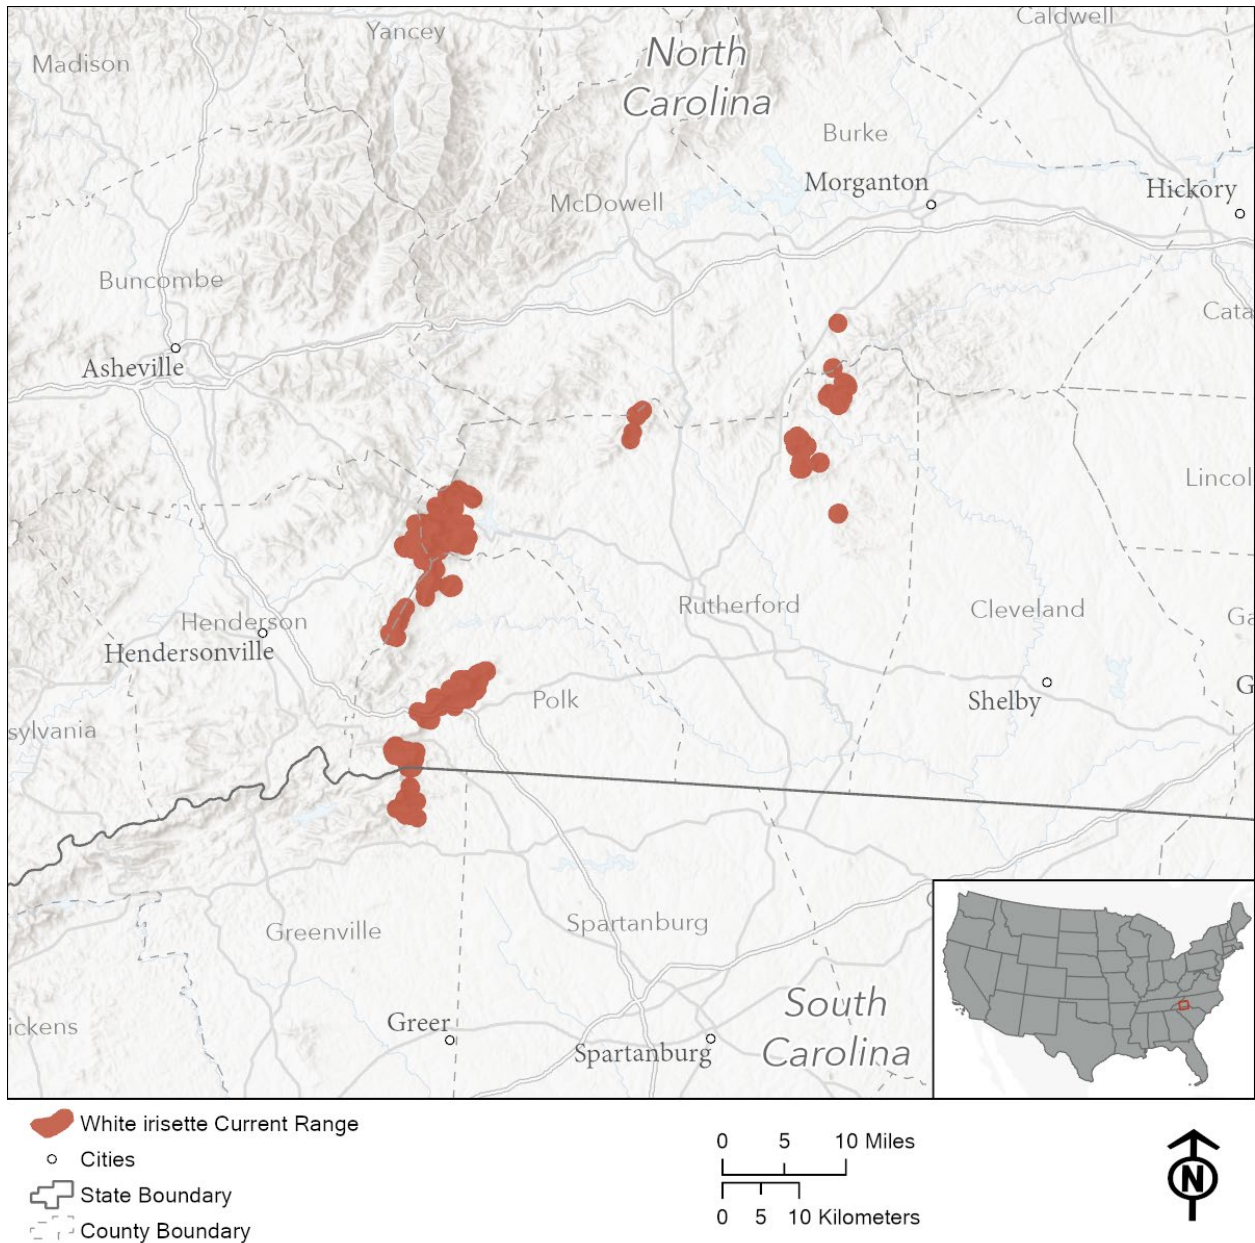 Caldwell
Yancey
North
Carolina
Madison
Burke
Morganton
Hickory
McDowell
Buncombe
Cata
Asheville
Lincol
Rutherford
Cleveland
Ga
Henderson
Hendersonville
G
Shelby
Polk
sylvania
Greenville
Spartanburg
South
Carolina
ickens
Greer
Spartanburg
White irisette Current Range
Cities
State Boundary
County Boundary
0 5 10 Miles
0 5 10 Kilometers
N